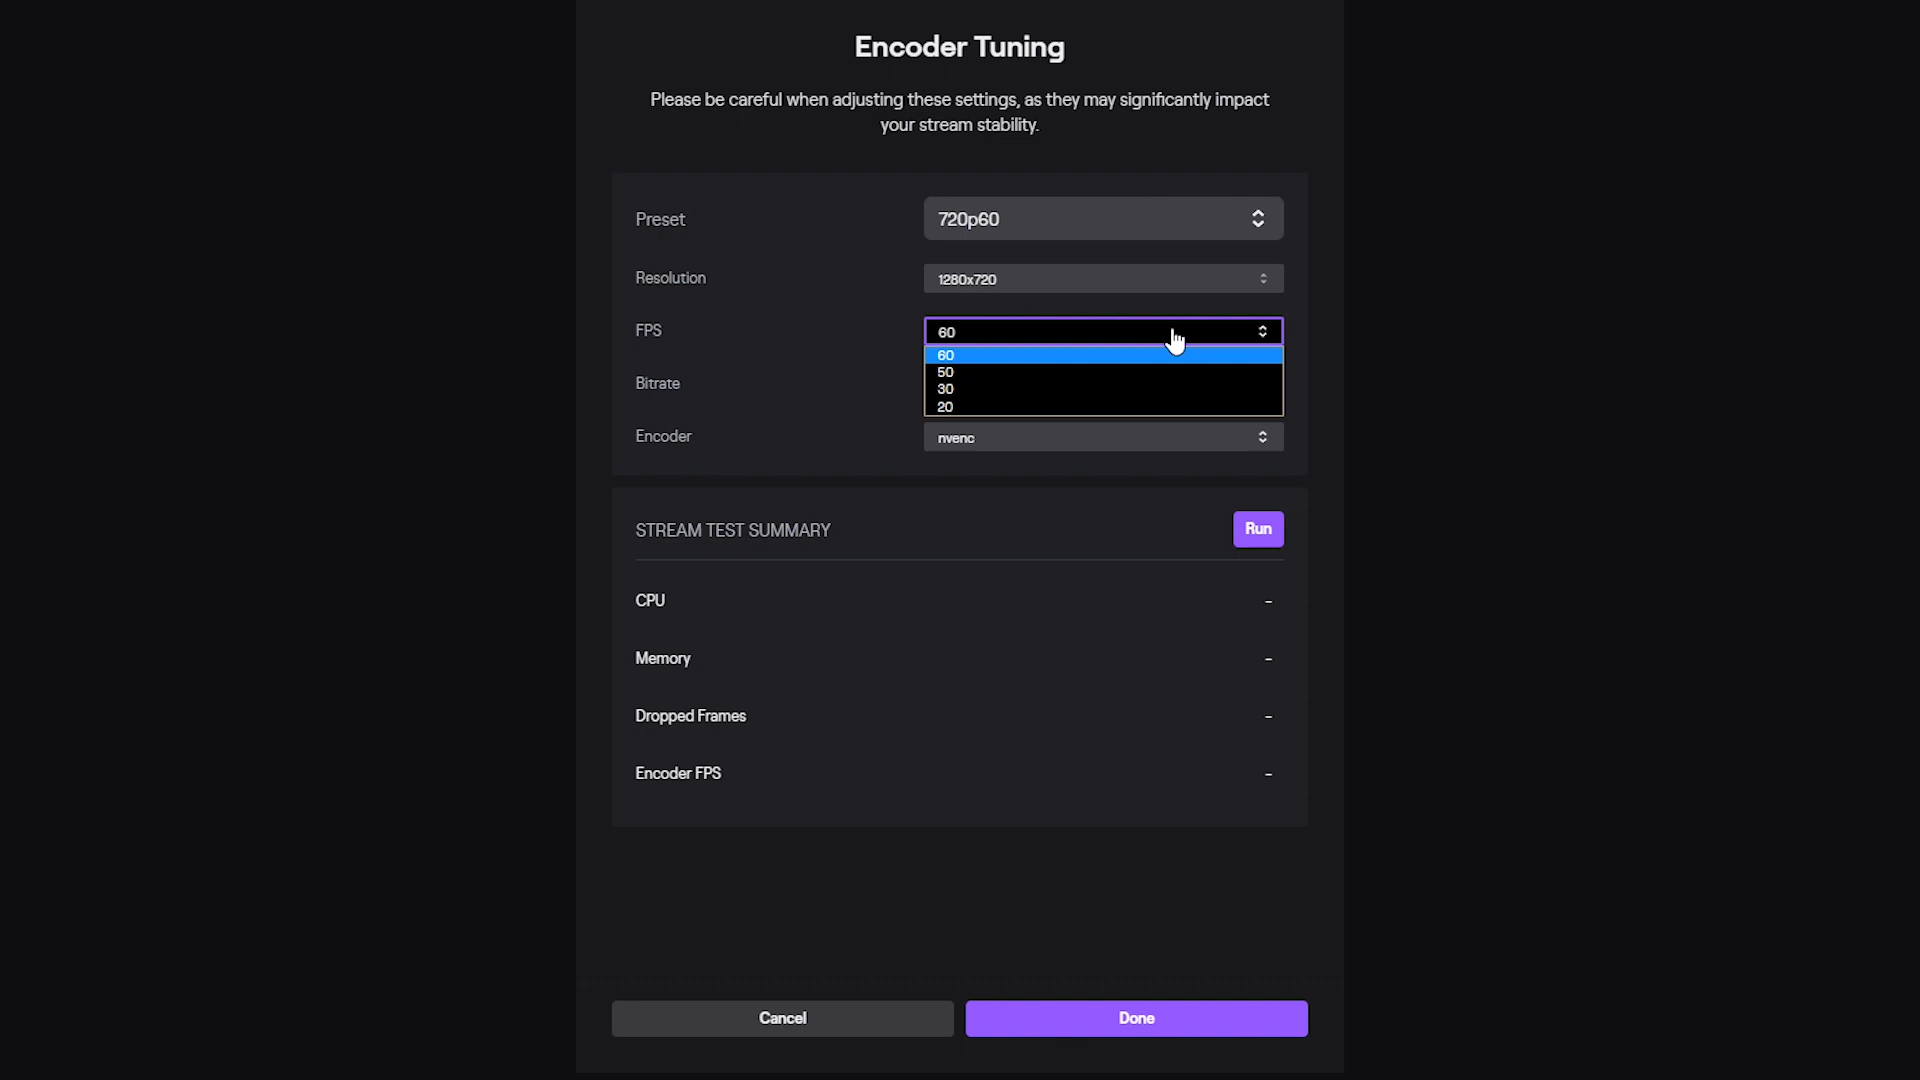 Encoder Tuning
Please be careful when adjusting these settings, as they may significantly impact
your stream stability.
Preset
720p60
Resolution
1280x720
FPS
60
60
50
30
20
Bitrate
Encoder
nvenc
STREAM TEST SUMMARY
Run
CPU
-
Memory
-
Dropped Frames
-
Encoder FPS
-
Cancel
Done